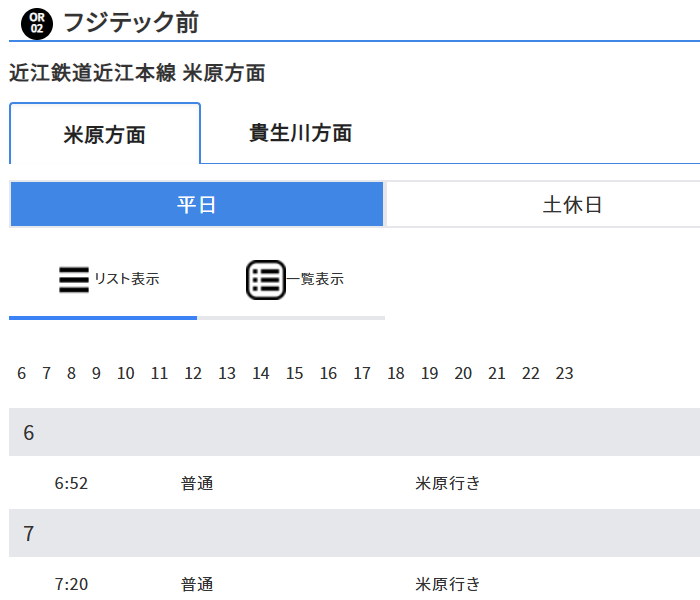 OR
02
フジテック前
近江鉄道近江本線 米原方面
米原方面 貴生川方面
平日 土休日
リスト表示 一覧表示
6 7 8 9 10 11 12 13 14 15 16 17 18 19 20 21 22 23
6
6:52 普通 米原行き
7
7:20 普通 米原行き